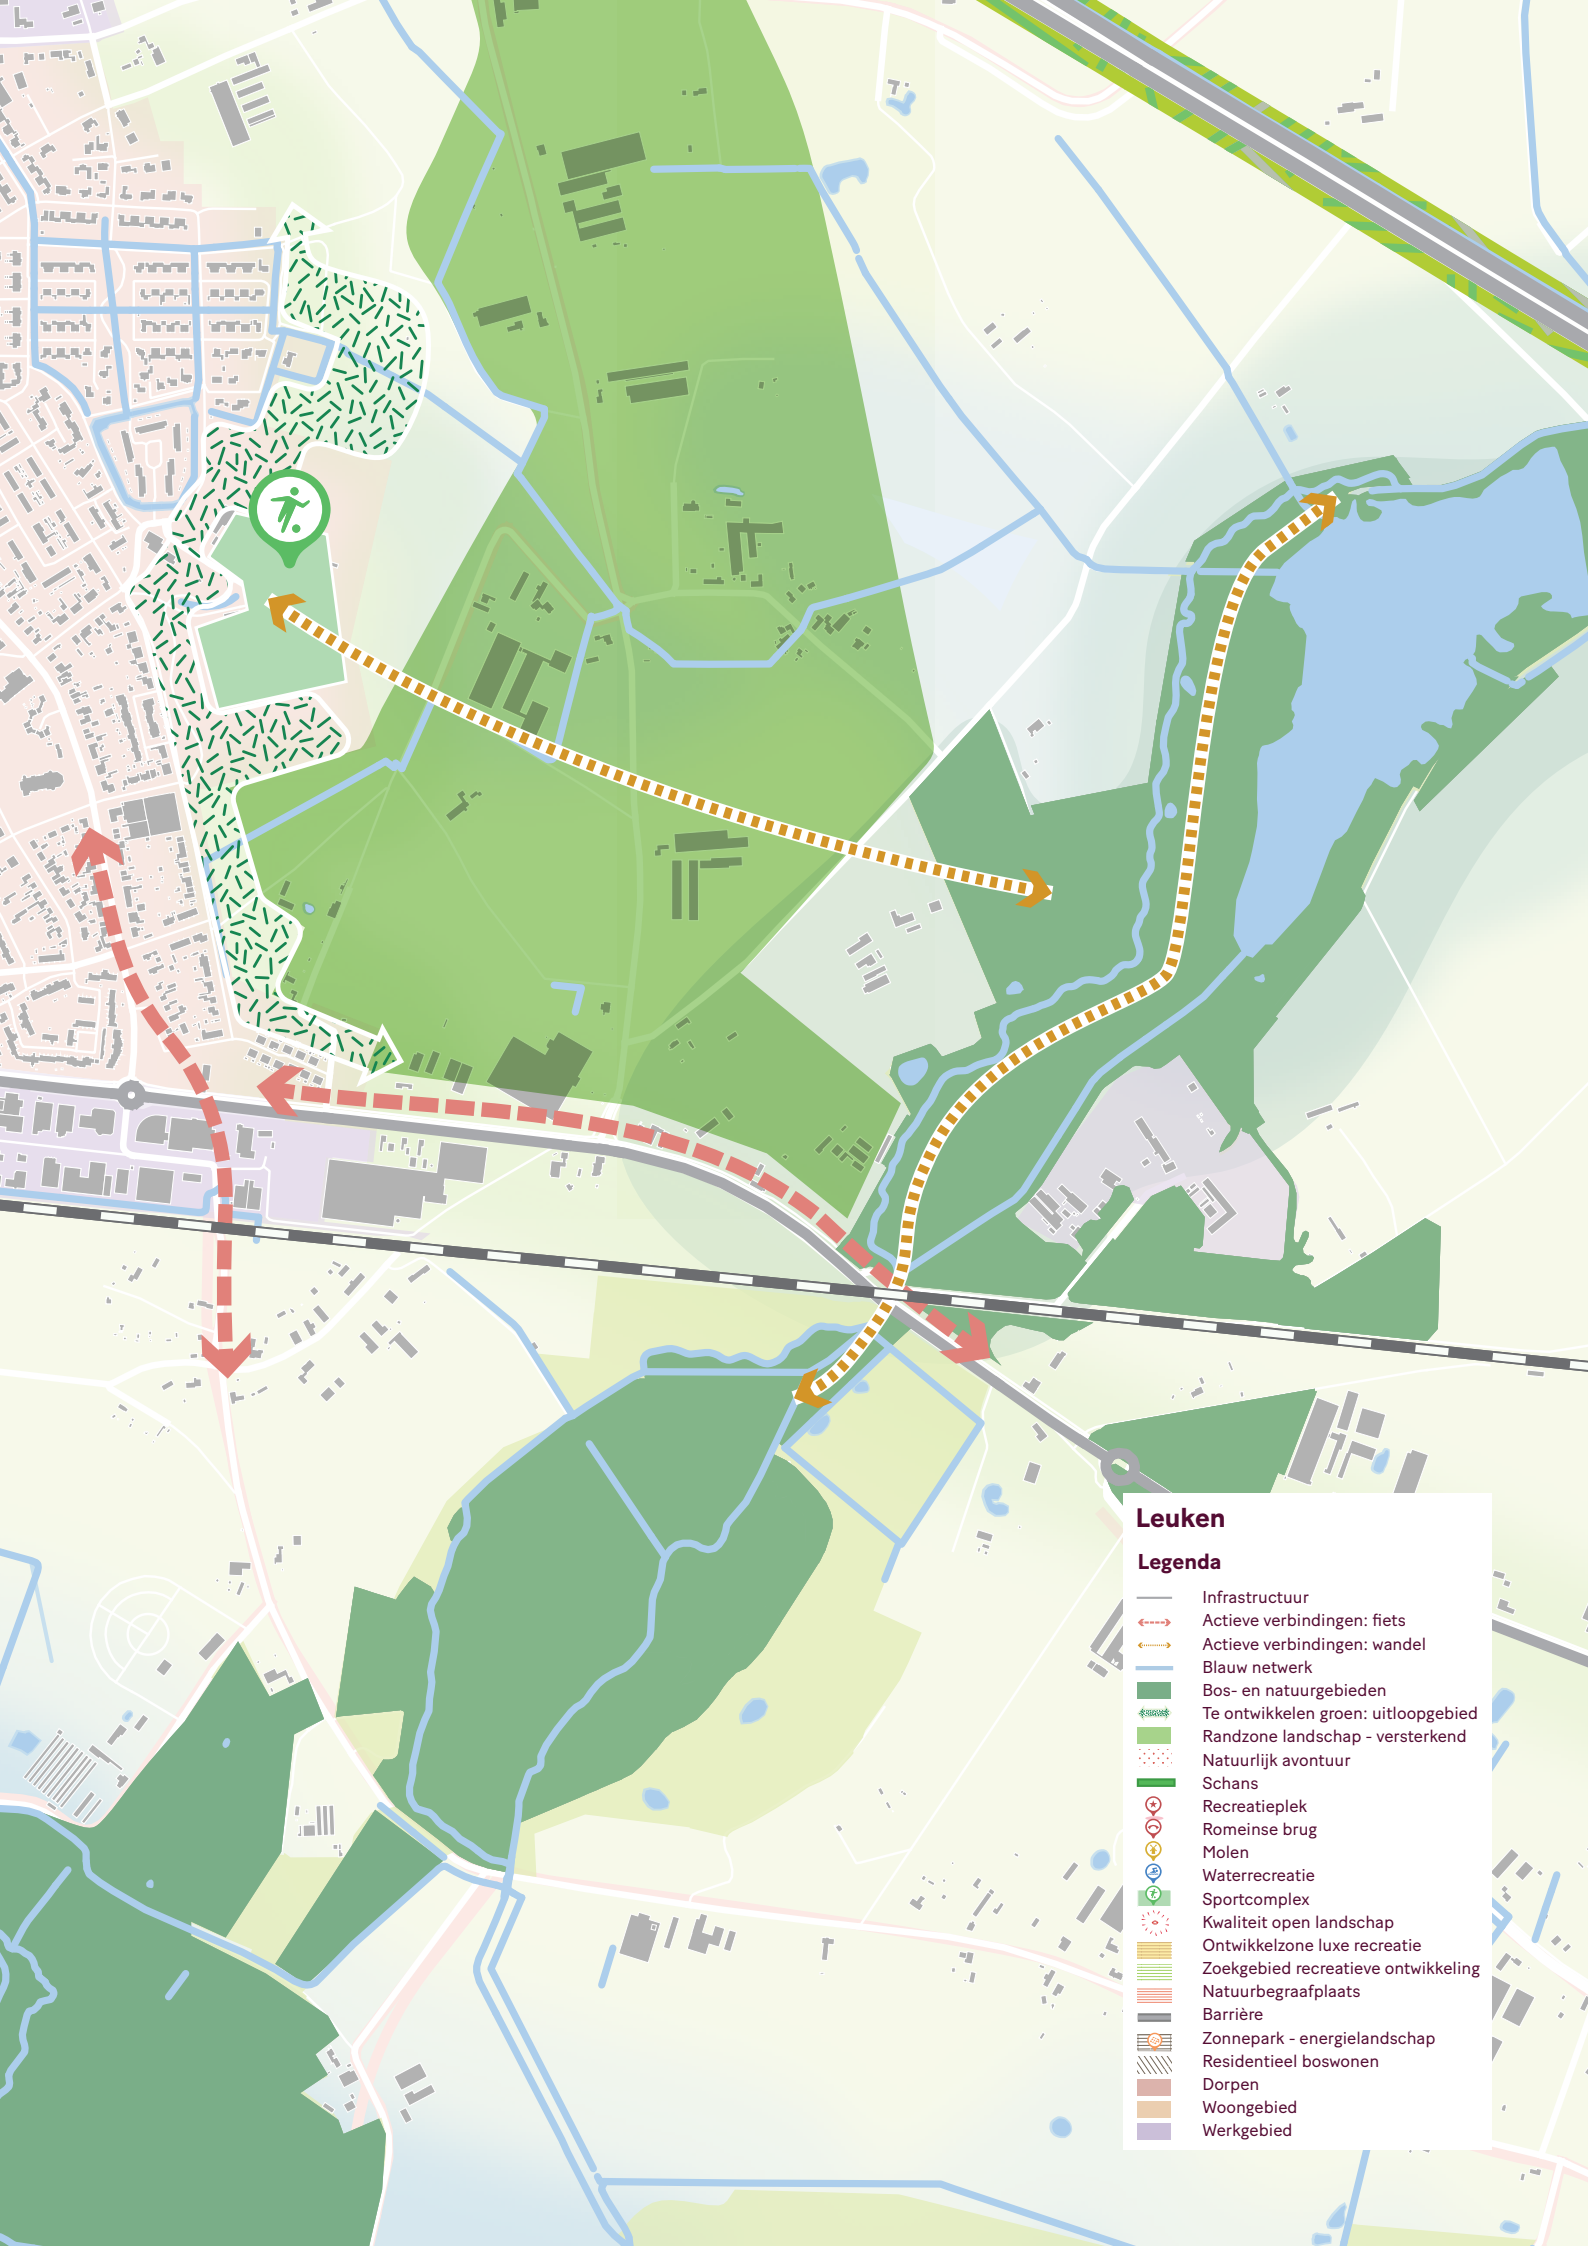 Leuken
Legenda
Infrastructuur
Actieve verbindingen: fiets
Actieve verbindingen: wandel
Blauw netwerk
Bos- en natuurgebieden
Te ontwikkelen groen: uitloopgebied
Randzone landschap - versterkend
Natuurlijk avontuur
Schans
Recreatieplek
Romeinse brug
Molen
Waterrecreatie
Sportcomplex
Kwaliteit open landschap
Ontwikkelzone luxe recreatie
Zoekgebied recreatieve ontwikkeling
Natuurbegraafplaats
Barrière
Zonnepark - energielandschap
Residentieel boswonen
Dorpen
Woongebied
Werkgebied